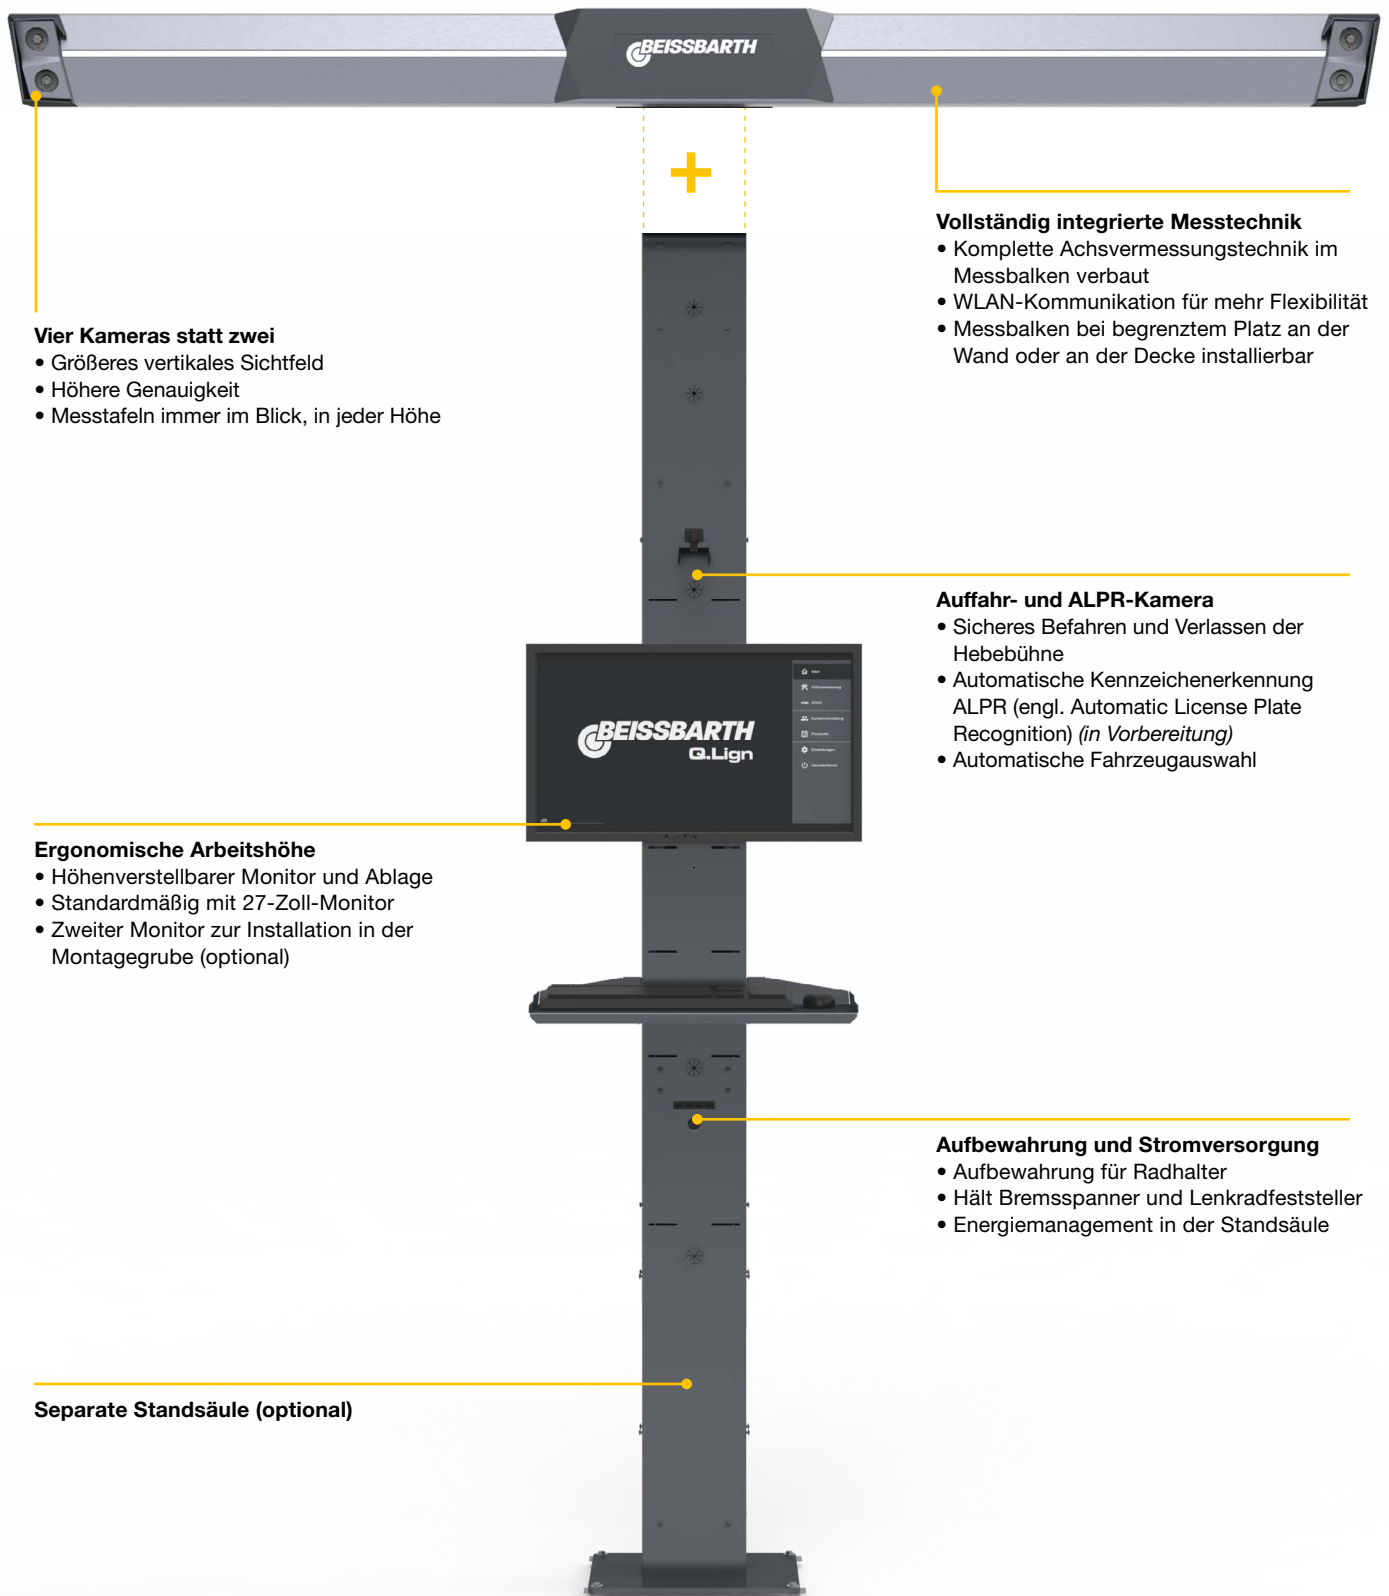 BEISSBARTH
Vollständig integrierte Messtechnik
• Komplette Achsvermessungstechnik im
Messbalken verbaut
• WLAN-Kommunikation für mehr Flexibilität
• Messbalken bei begrenztem Platz an der
Wand oder an der Decke installierbar
Vier Kameras statt zwei
• Größeres vertikales Sichtfeld
• Höhere Genauigkeit
• Messtafeln immer im Blick, in jeder Höhe
Auffahr- und ALPR-Kamera
• Sicheres Befahren und Verlassen der
Hebebühne
• Automatische Kennzeichenerkennung
ALPR (engl. Automatic License Plate
Recognition) (in Vorbereitung)
• Automatische Fahrzeugauswahl
BEISSBARTH
Q.Lign
Start
Einstellungen
Ergonomische Arbeitshöhe
• Höhenverstellbarer Monitor und Ablage
• Standardmäßig mit 27-Zoll-Monitor
• Zweiter Monitor zur Installation in der
Montagegrube (optional)
Aufbewahrung und Stromversorgung
• Aufbewahrung für Radhalter
• Hält Bremsspanner und Lenkradfeststeller
• Energiemanagement in der Standsäule
Separate Standsäule (optional)